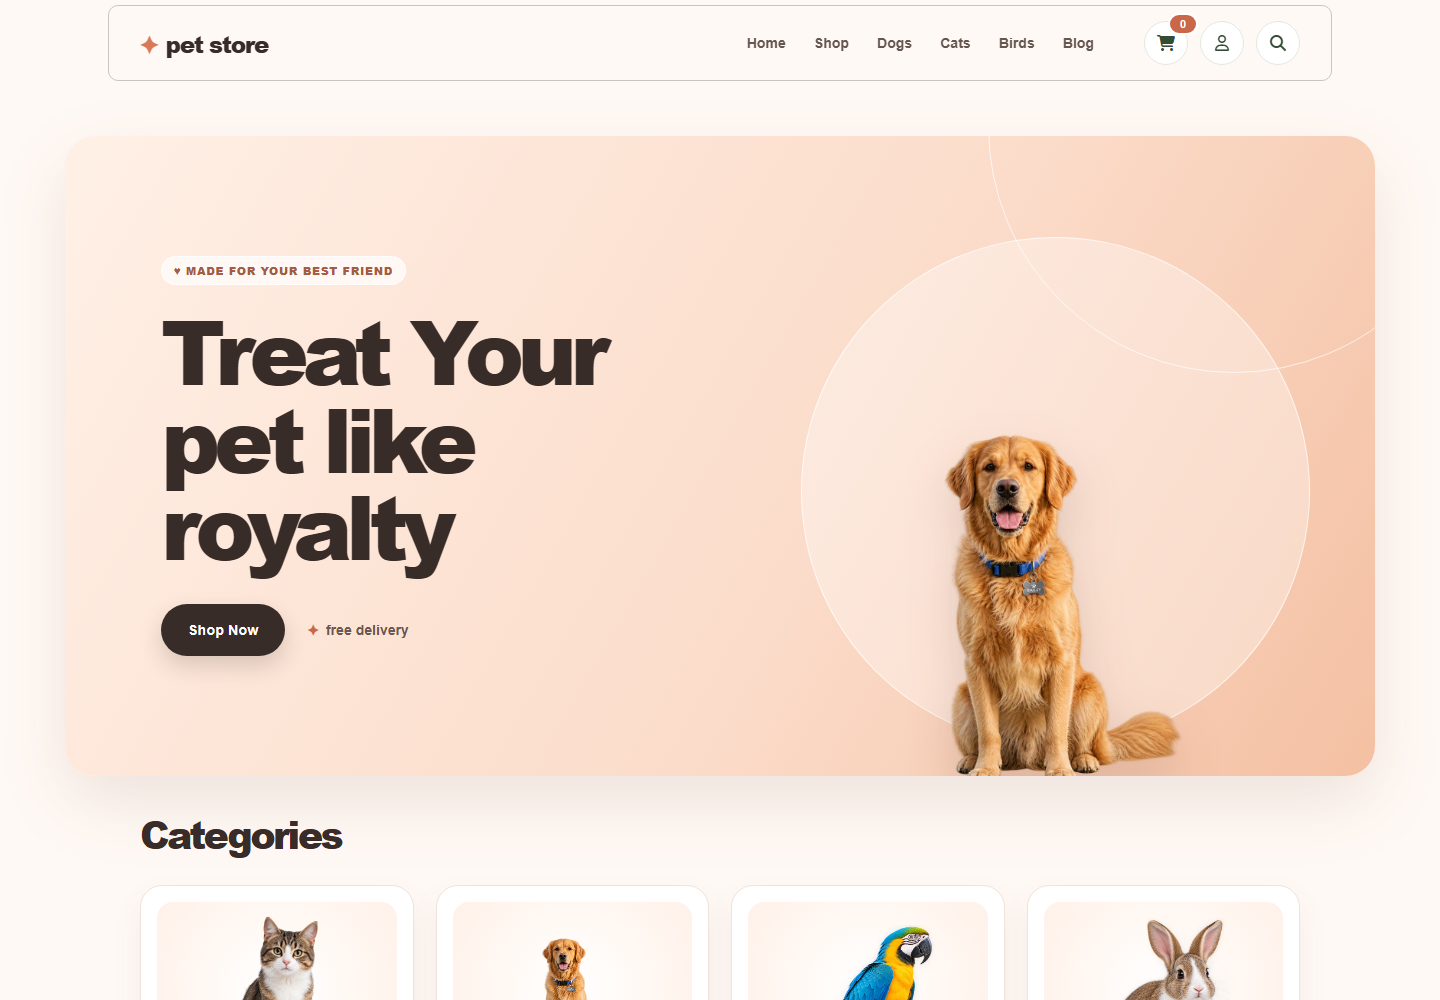 ✦ pet store
Home Shop Dogs Cats Birds Blog
0
♥ MADE FOR YOUR BEST FRIEND
Treat Your
pet like
royalty
Shop Now
✦ free delivery
Categories